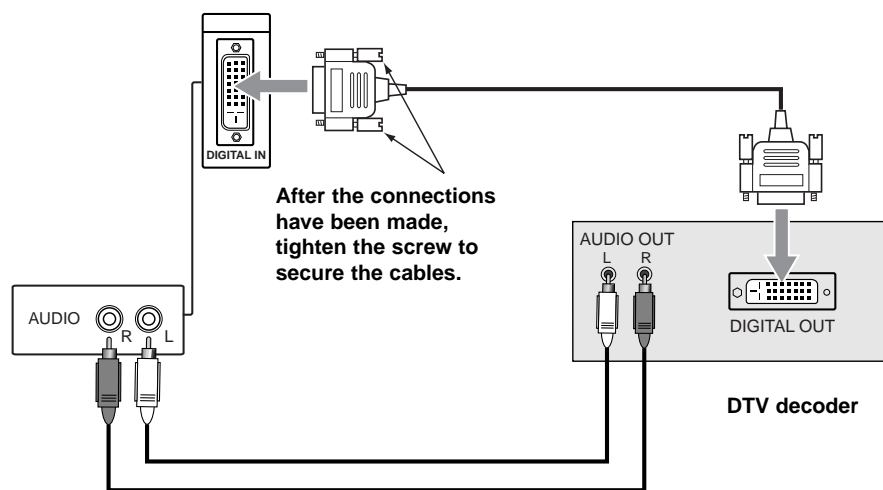 DIGITAL IN
After the connections
have been made,
tighten the screw to
secure the cables.
AUDIO OUT
L R
DIGITAL OUT
AUDIO
R L
DTV decoder